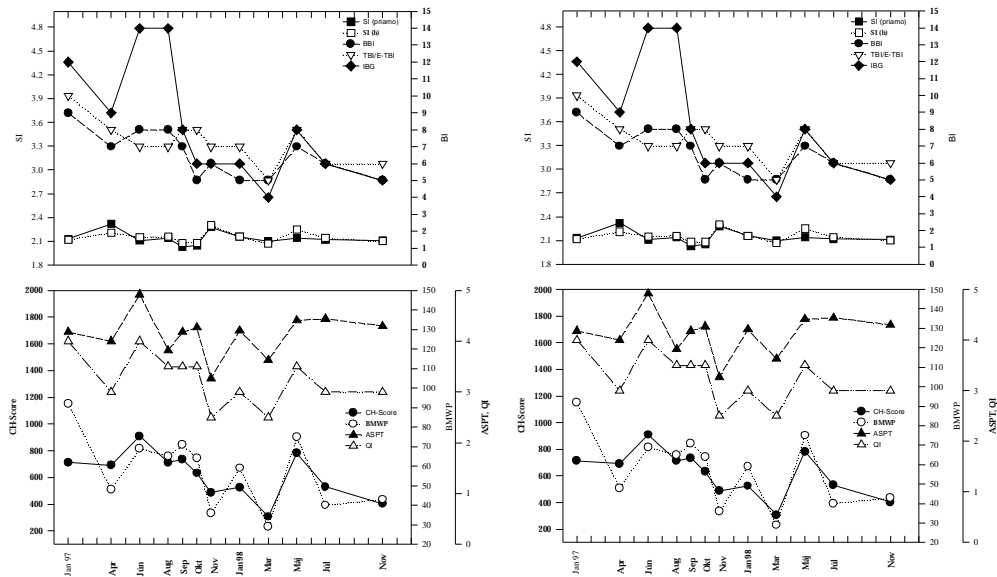 4.8
4.5
4.2
3.9
3.6
3.3
3.0
2.7
2.4
2.1
1.8
SI
15
14
13
12
11
10
9
8
7
6
5
4
3
2
1
0
BI
SI (priamo)
SI (h)
BBI
TBI/E-TBI
IBG
4.8
4.5
4.2
3.9
3.6
3.3
3.0
2.7
2.4
2.1
1.8
SI
15
14
13
12
11
10
9
8
7
6
5
4
3
2
1
0
BI
SI (priamo)
SI (h)
BBI
TBI/E-TBI
IBG
2000
1800
1600
1400
1200
1000
800
600
400
200
CH-Score
150
130
120
100
90
70
60
50
30
20
BMWP
5
4
3
2
1
0
ASPT, QI
CH-Score
BMWP
ASPT
QI
Jan 97
Apr
Jún
Aug
Sep
Okt
Nov
Jan 98
Mar
Máj
Júl
Nov
2000
1800
1600
1400
1200
1000
800
600
400
200
CH-Score
150
130
120
100
90
70
60
50
30
20
BMWP
5
4
3
2
1
0
ASPT, QI
CH-Score
BMWP
ASPT
QI
Jan 97
Apr
Jún
Aug
Sep
Okt
Nov
Jan 98
Mar
Máj
Júl
Nov